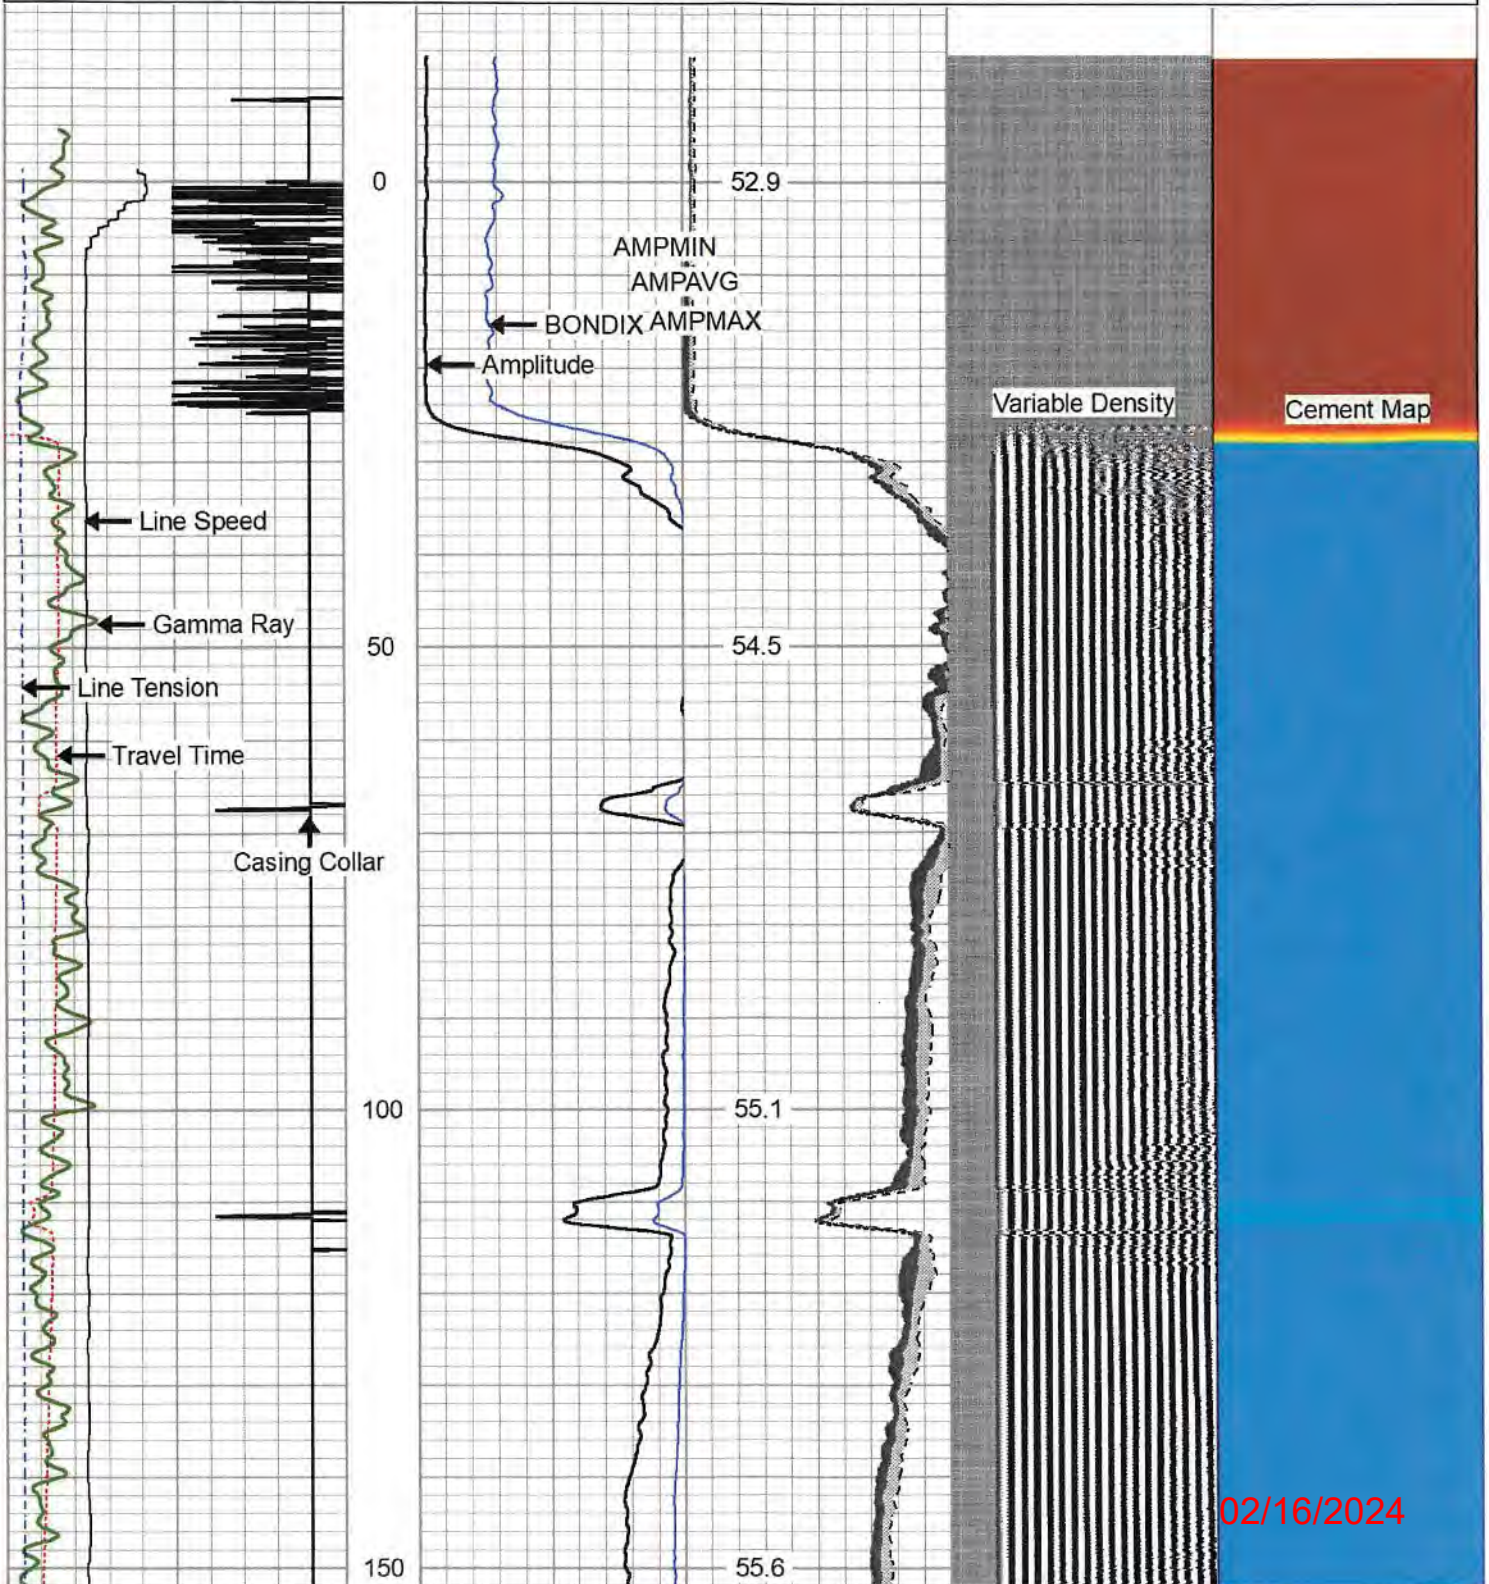 0
52.9
AMPMIN
AMPAVG
BONDIX AMPMAX
Amplitude
Variable Density
Cement Map
Line Speed
Gamma Ray
50
54.5
Line Tension
Travel Time
Casing Collar
100
55.1
02/16/2024
150
55.6